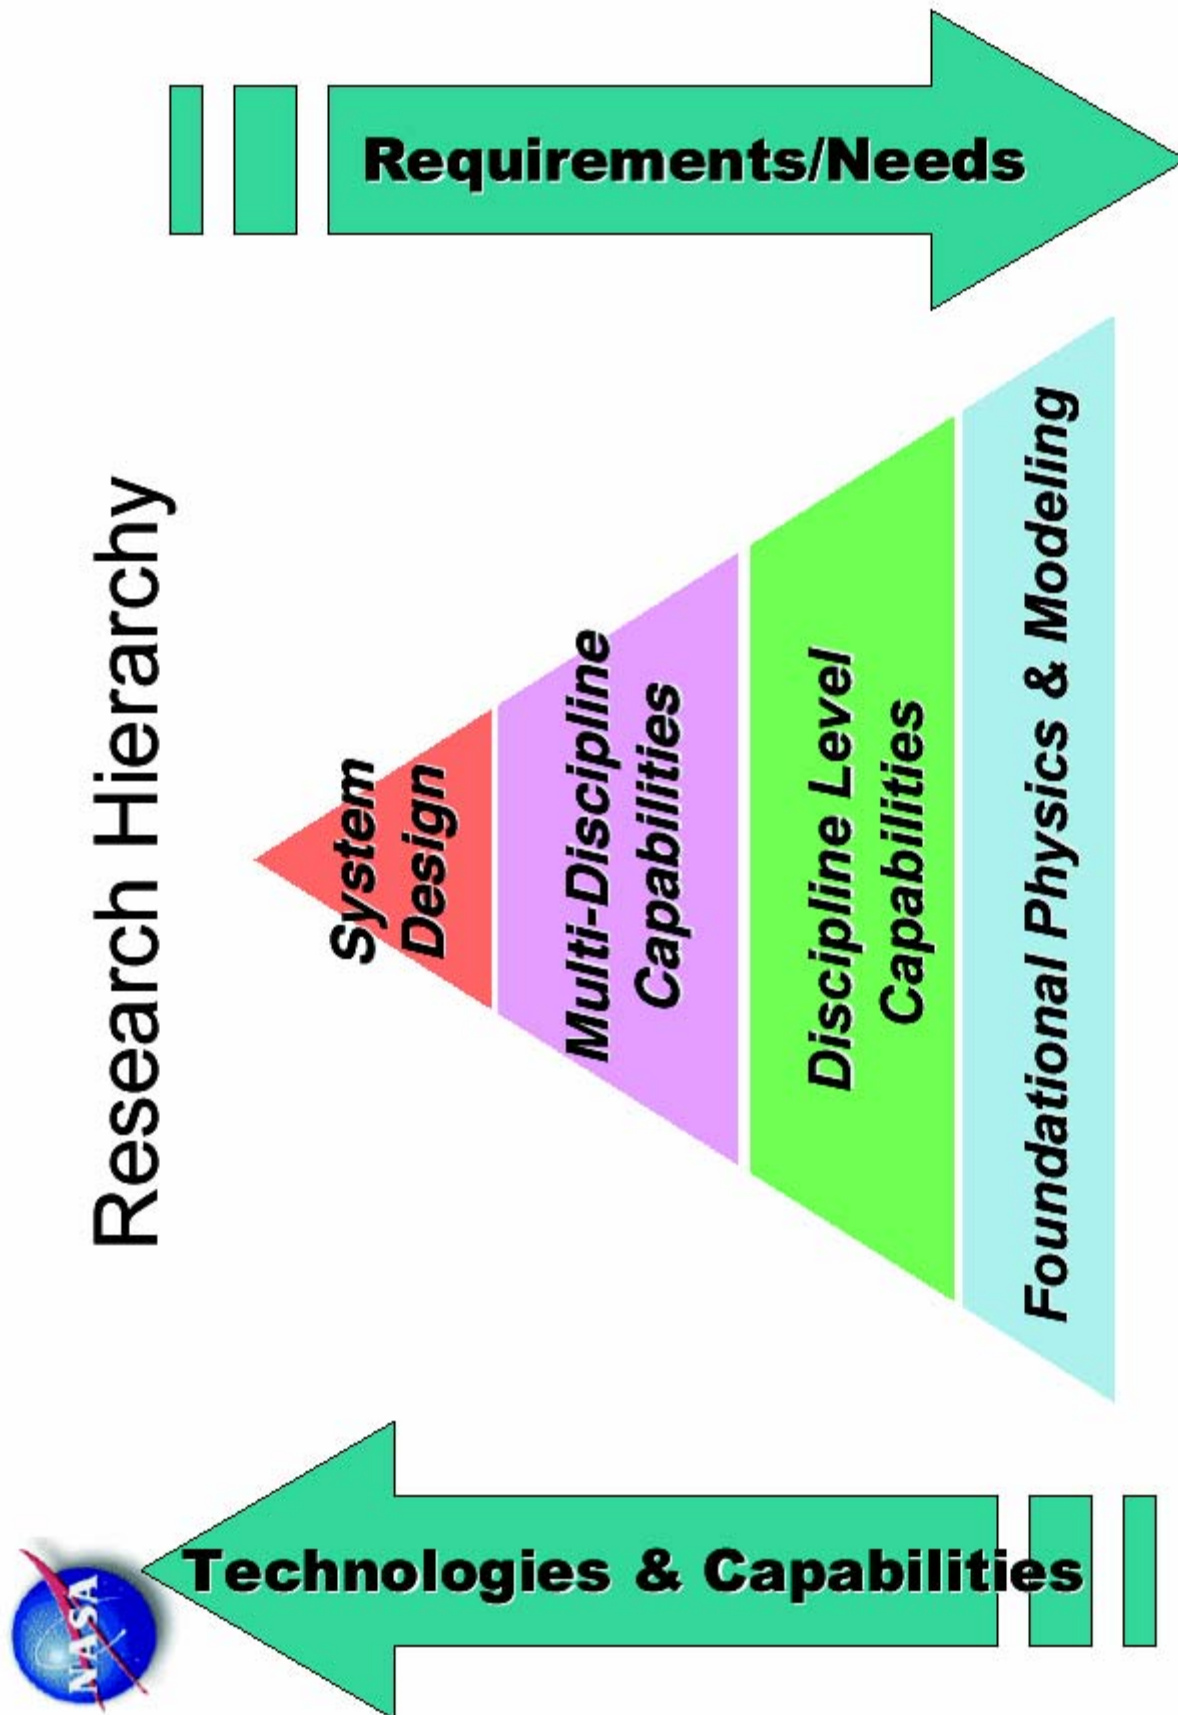 NASA
Research Hierarchy
Technologies & Capabilities
System
Design
Multi-Discipline
Capabilities
Discipline Level
Capabilities
Foundational Physics & Modeling
Requirements/Needs